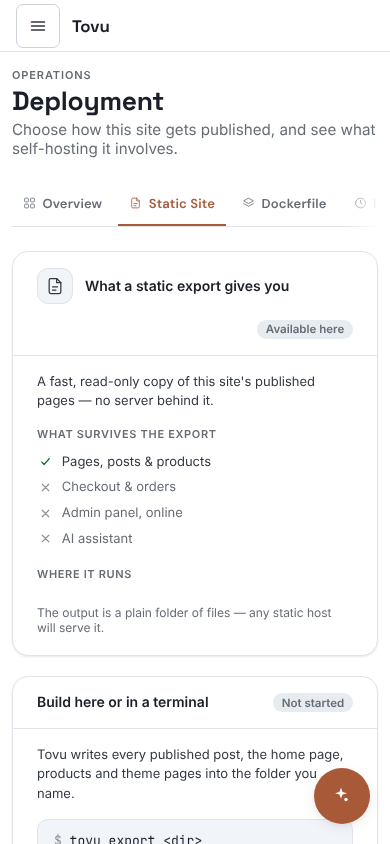 Tovu
OPERATIONS
Deployment
Choose how this site gets published, and see what
self-hosting it involves.
Overview
Static Site
Dockerfile
What a static export gives you
Available here
A fast, read-only copy of this site's published
pages — no server behind it.
WHAT SURVIVES THE EXPORT
Pages, posts & products
Checkout & orders
Admin panel, online
AI assistant
WHERE IT RUNS
The output is a plain folder of files — any static host
will serve it.
Build here or in a terminal
Not started
Tovu writes every published post, the home page,
products and theme pages into the folder you
name.
$ tovu export <dir>